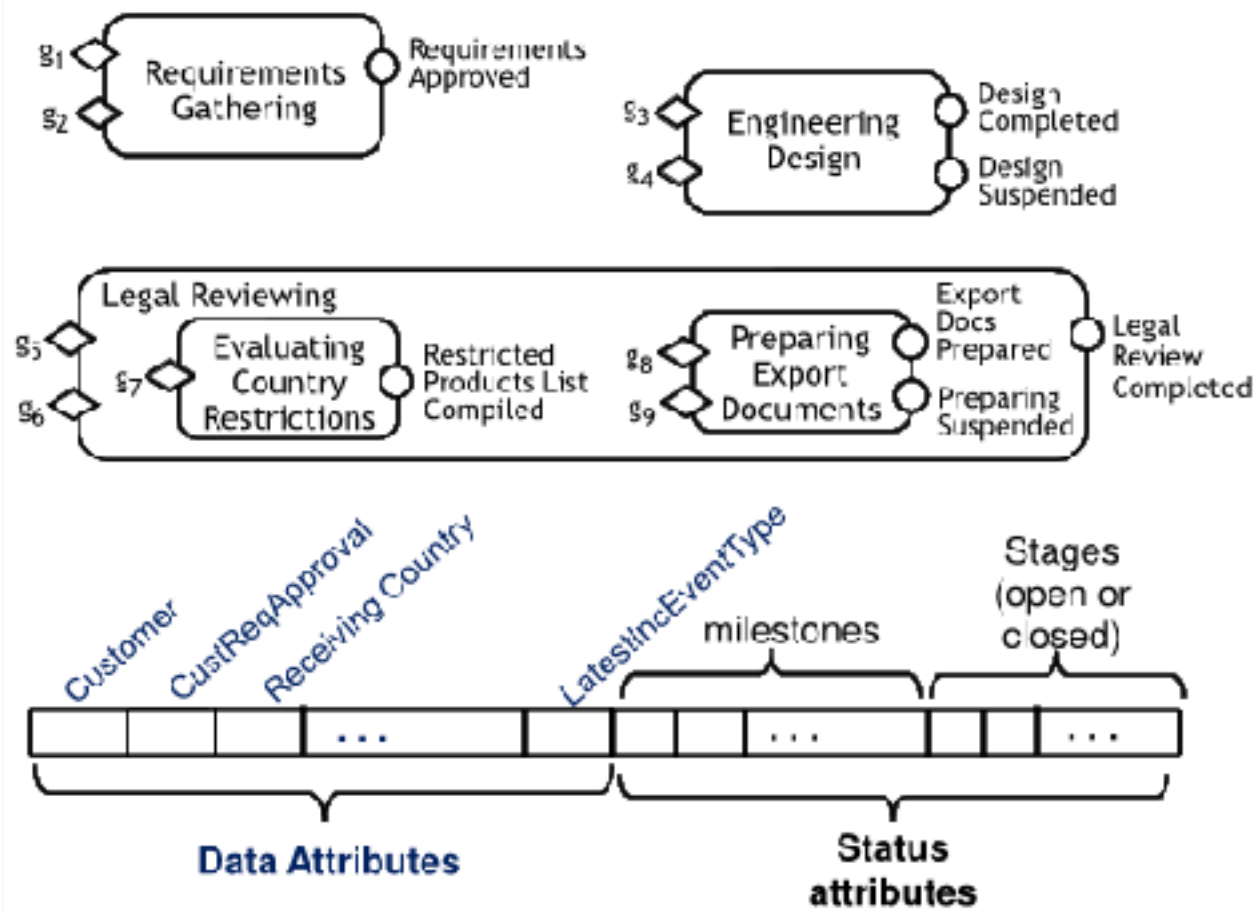 g1
g2
Requirements
Gathering
Requirements
Approved
g3
g4
Engineering
Design
Design
Completed
Design
Suspended
Legal Reviewing
g5
g6
g7
Evaluating
Country
Restrictions
Restricted
Products List
Compiled
g8
g9
Preparing
Export
Documents
Export
Docs
Prepared
Preparing
Suspended
Legal
Review
Completed
Customer
CustReqApproval
Receiving Country
LatestIncEventType
milestones
Stages
(open or
closed)
...
...
...
Data Attributes
Status
attributes